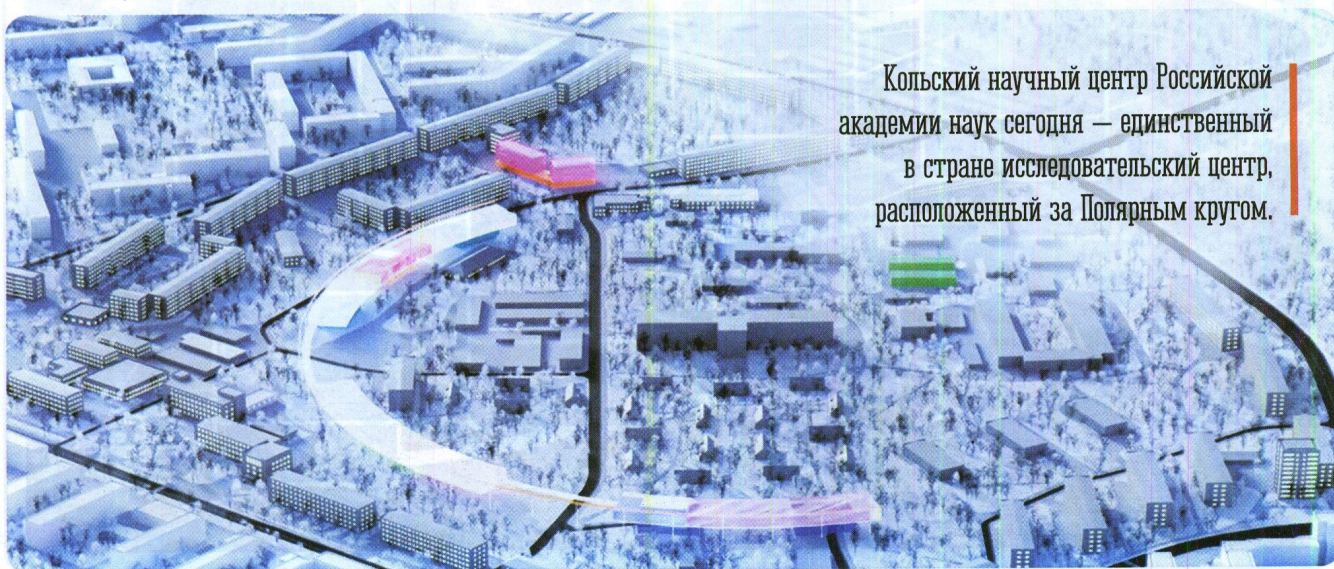 Кольский научный центр Российской
академии наук сегодня — единственный
в стране исследовательский центр,
расположенный за Полярным кругом.